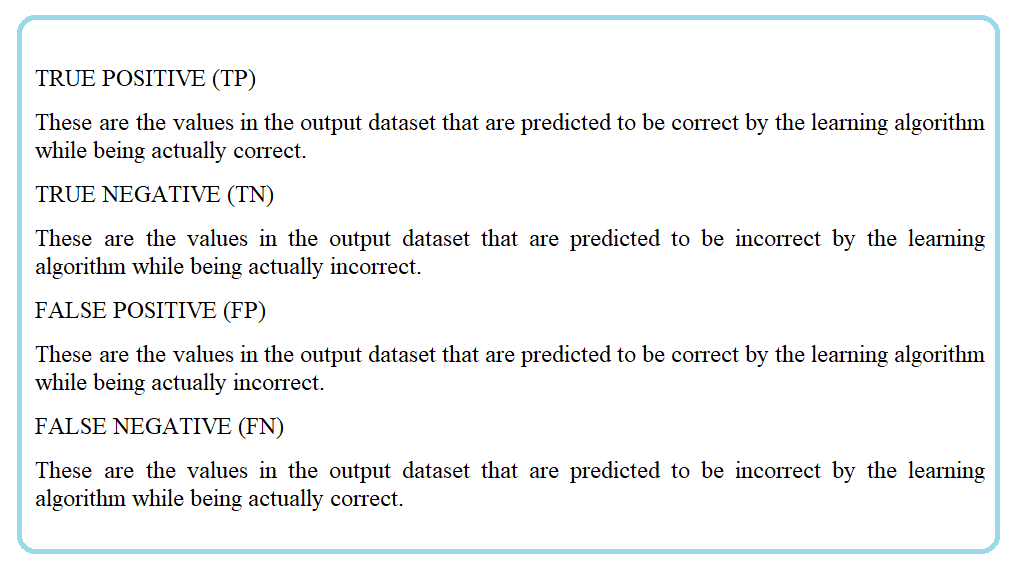 TRUE POSITIVE (TP)
These are the values in the output dataset that are predicted to be correct by the learning algorithm
while being actually correct.
TRUE NEGATIVE (TN)
These are the values in the output dataset that are predicted to be incorrect by the learning
algorithm while being actually incorrect.
FALSE POSITIVE (FP)
These are the values in the output dataset that are predicted to be correct by the learning algorithm
while being actually incorrect.
FALSE NEGATIVE (FN)
These are the values in the output dataset that are predicted to be incorrect by the learning
algorithm while being actually correct.